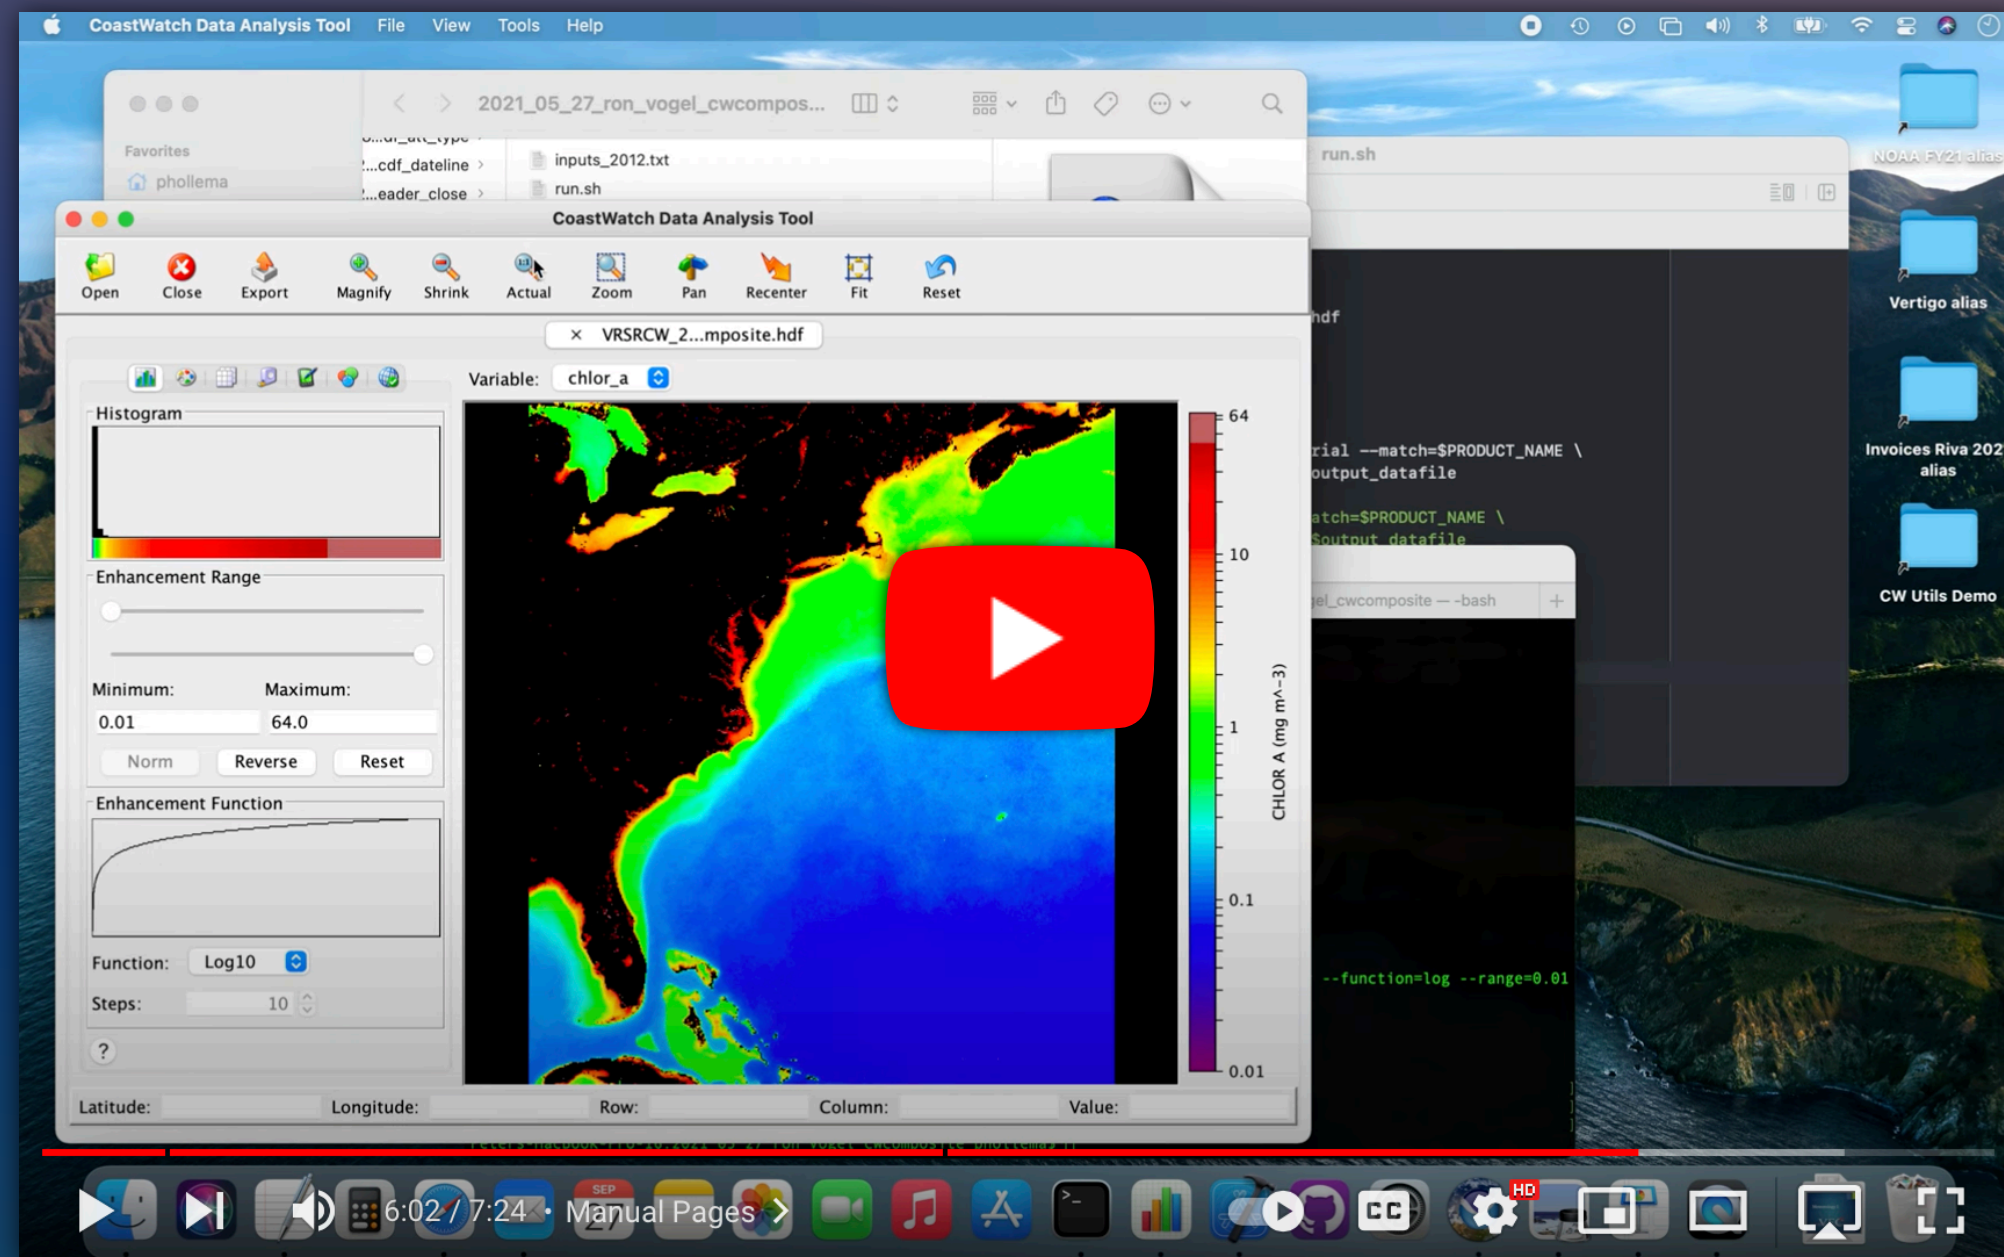 CoastWatch Data Analysis Tool File View Tools Help
2021_05_27_ron_vogel_cwcompos...
Favorites
phollema
...cdf_dateline
...eader_close
inputs_2012.txt
run.sh
run.sh
NOAA FY21 alias
Vertigo alias
Invoices Riva 202
alias
CW Utils Demo
CoastWatch Data Analysis Tool
Open Close Export Magnify Shrink Actual Zoom Pan Recenter Fit Reset
VRSRCW_2...mposite.hdf
Variable: chlor_a
Histogram
Enhancement Range
Minimum: Maximum:
0.01 64.0
Norm Reverse Reset
Enhancement Function
Function: Log10
Steps: 10
?
64
10
1
0.1
0.01
CHLOR A (mg m^-3)
Latitude: Longitude: Row: Column: Value:
hdf
rial --match=$PRODUCT_NAME \
output_datafile
atch=$PRODUCT_NAME \
$output_datafile
gel_cwcomposite — -bash
--function=log --range=0.01
SEP
6:02 / 7:24 • Manual Pages
CC
HD